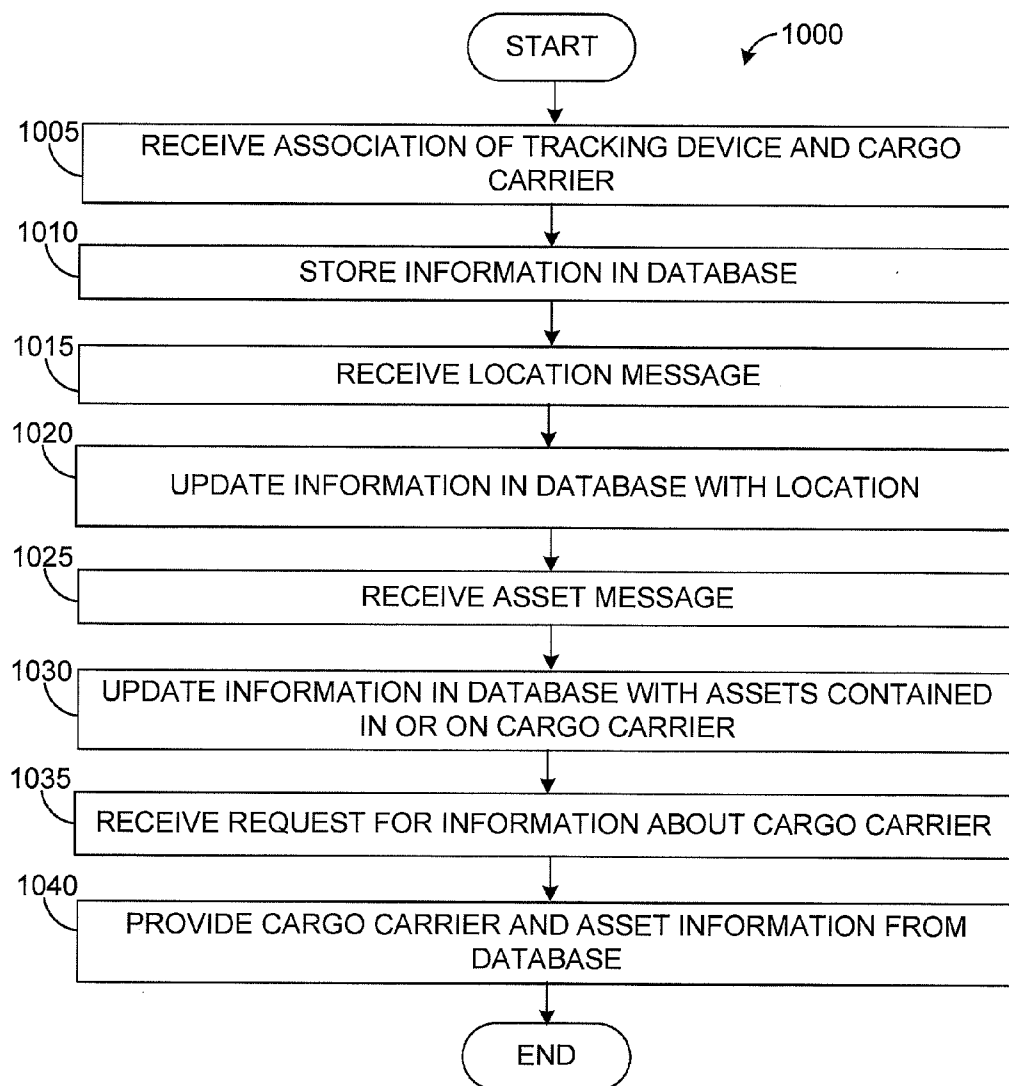 START
1000
1005
RECEIVE ASSOCIATION OF TRACKING DEVICE AND CARGO
CARRIER
1010
STORE INFORMATION IN DATABASE
1015
RECEIVE LOCATION MESSAGE
1020
UPDATE INFORMATION IN DATABASE WITH LOCATION
1025
RECEIVE ASSET MESSAGE
1030
UPDATE INFORMATION IN DATABASE WITH ASSETS CONTAINED
IN OR ON CARGO CARRIER
1035
RECEIVE REQUEST FOR INFORMATION ABOUT CARGO CARRIER
1040
PROVIDE CARGO CARRIER AND ASSET INFORMATION FROM
DATABASE
END